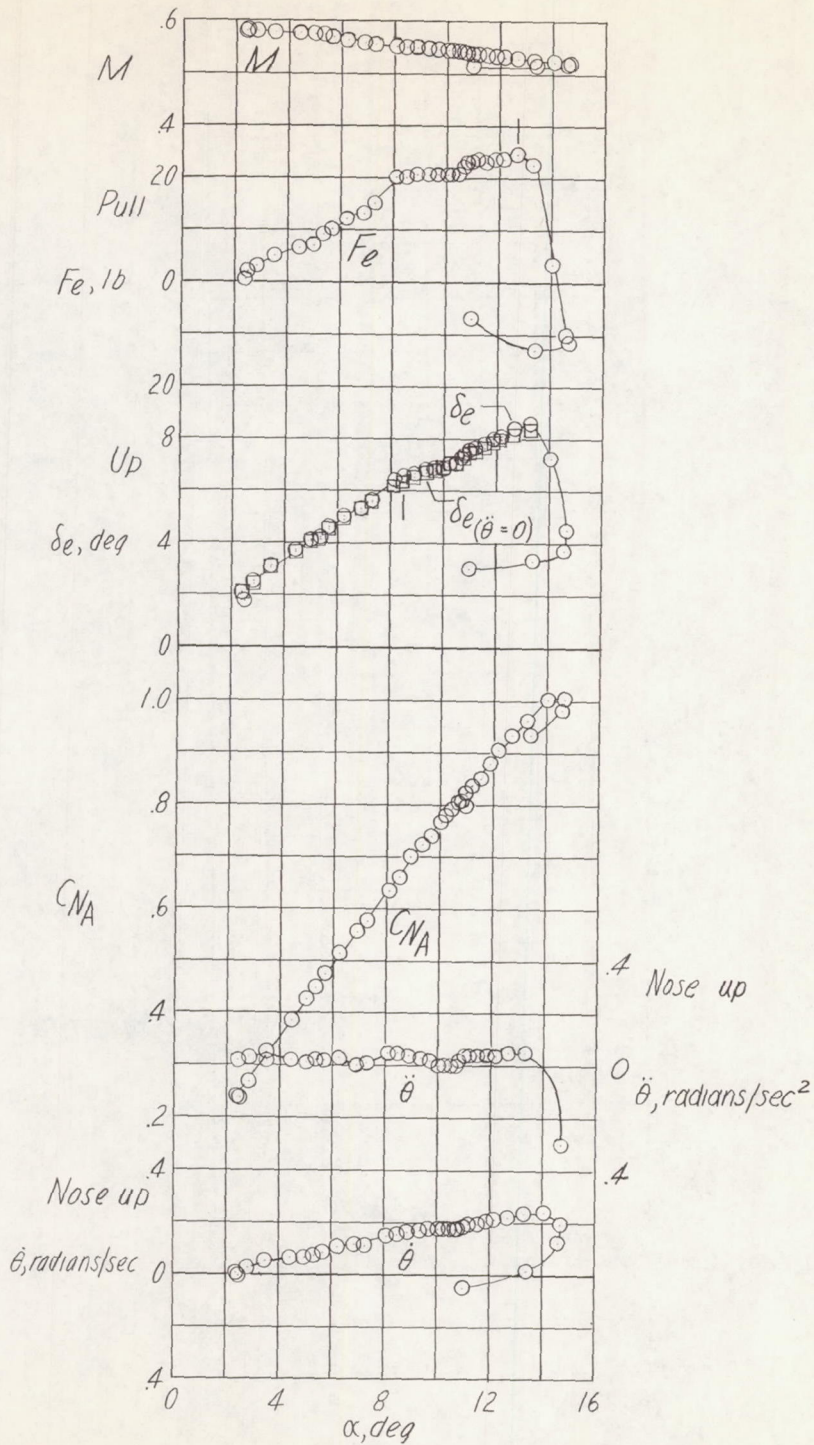 .6
M
M
.4
20
Pull
Fe
Fe, lb
0
20
δe
8
Up
δe(θ̈=0)
δe, deg
4
0
1.0
.8
CNA
.6
CNA
.4
Nose up
.4
0
θ̈
θ̈, radians/sec²
.2
.4
.4
Nose up
θ̇, radians/sec
θ̇
0
.4
0 4 8 12 16
α, deg